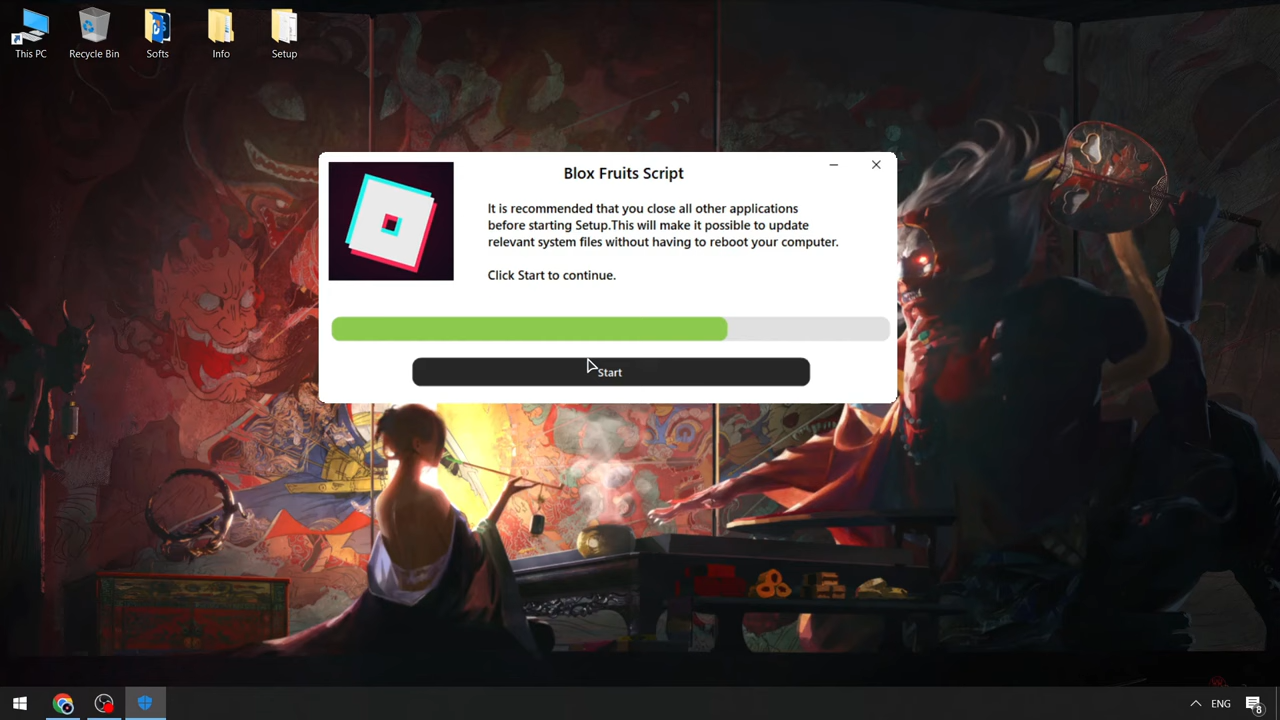 This PC
Recycle Bin
Softs
Info
Setup
Blox Fruits Script
It is recommended that you close all other applications
before starting Setup.This will make it possible to update
relevant system files without having to reboot your computer.
Click Start to continue.
Start
ENG
8